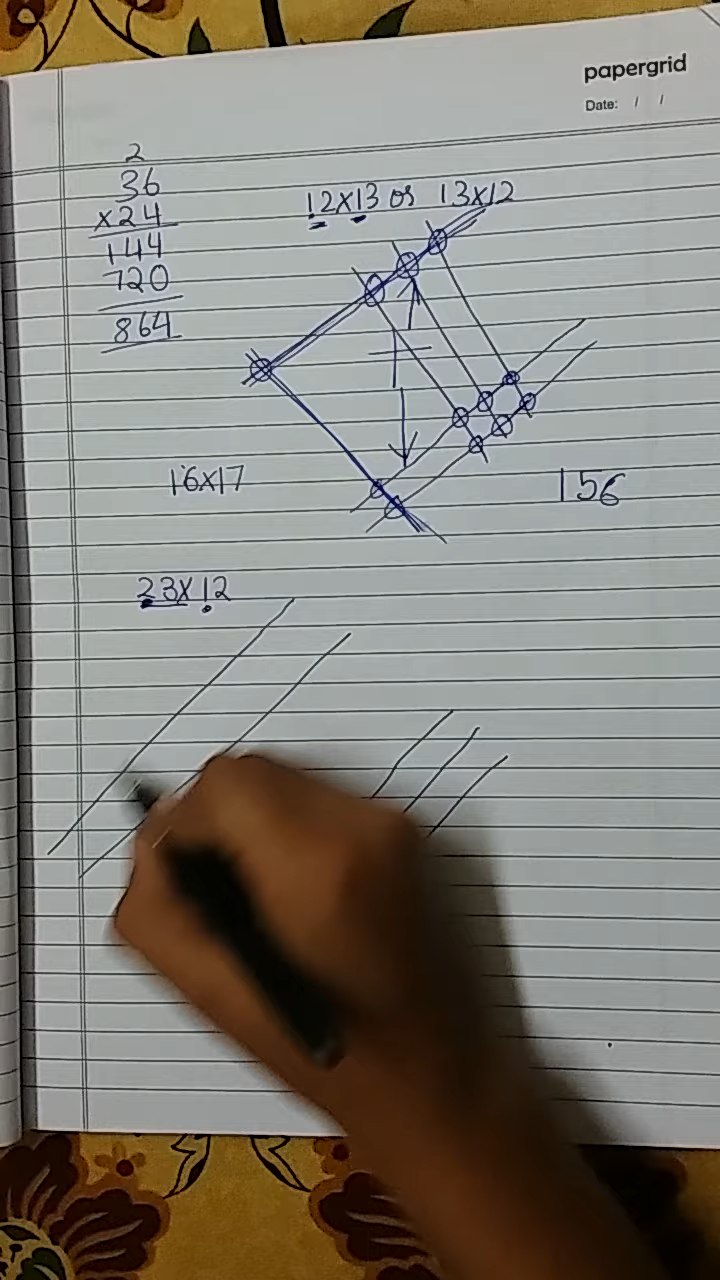 papergrid
Date: / /
2
36
x24
144
720
864
12x13 or 13x12
16x17
156
23x12